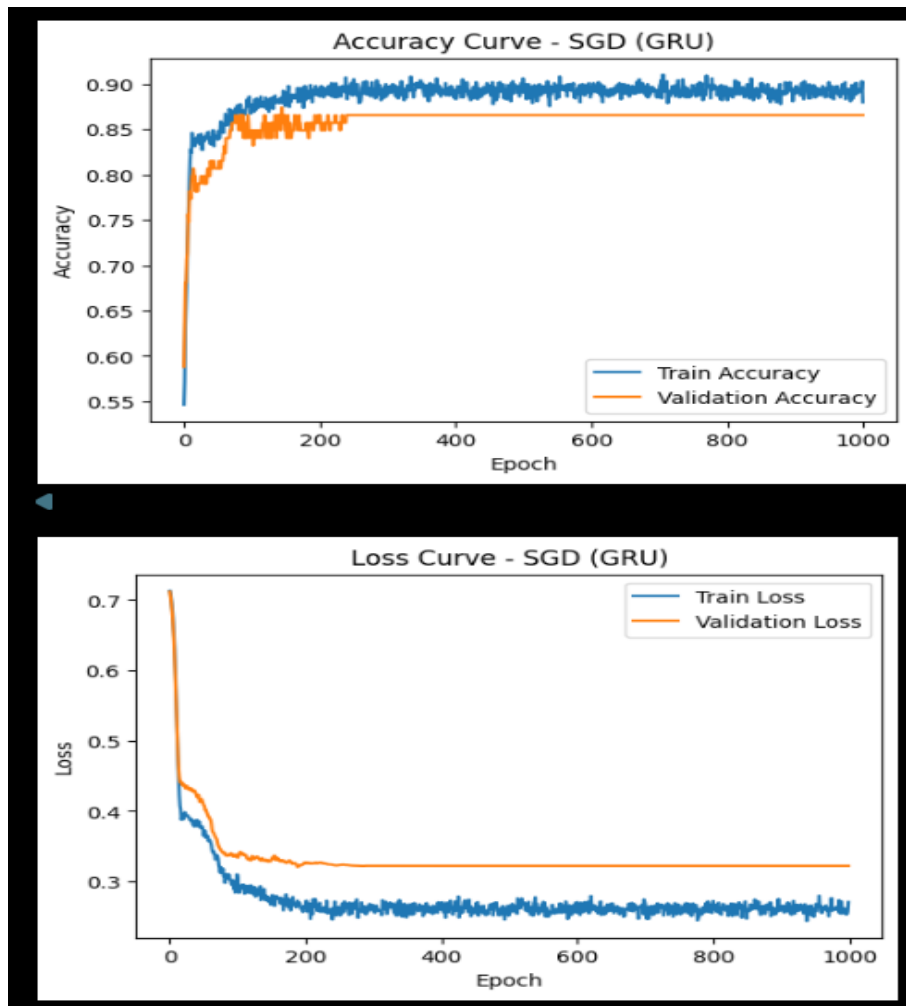 Accuracy Curve - SGD (GRU)
0.90
0.85
0.80
0.75
0.70
0.65
0.60
0.55
Accuracy
Train Accuracy
Validation Accuracy
0 200 400 600 800 1000
Epoch
Loss Curve - SGD (GRU)
0.7
0.6
0.5
0.4
0.3
Loss
Train Loss
Validation Loss
0 200 400 600 800 1000
Epoch